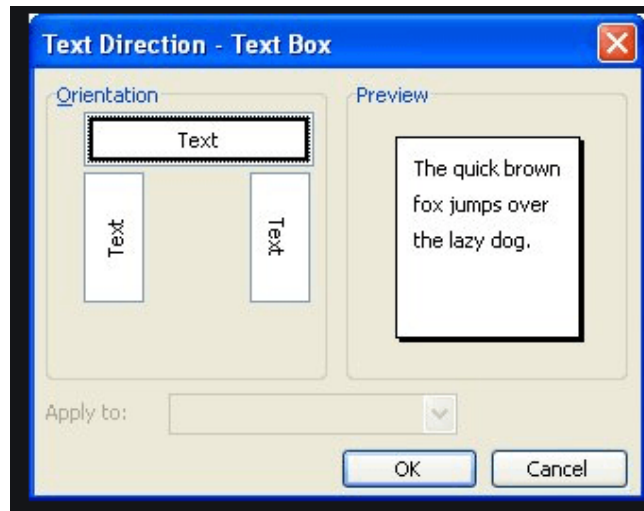 Text Direction - Text Box
Orientation
Text
Text
Text
Preview
The quick brown
fox jumps over
the lazy dog.
Apply to:
OK
Cancel